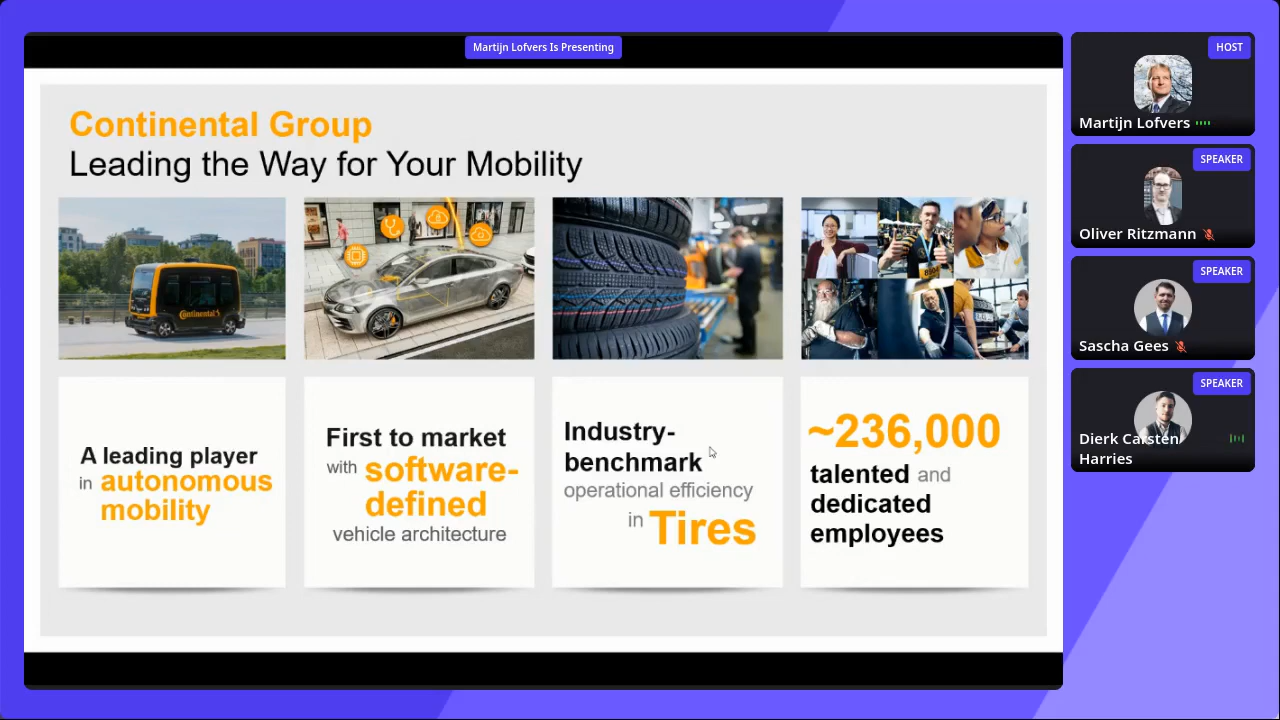 Martijn Lofvers Is Presenting
Continental Group
Leading the Way for Your Mobility
Continental
A leading player
in autonomous
mobility
First to market
with software-
defined
vehicle architecture
Industry-
benchmark
operational efficiency
in Tires
~236,000
talented and
dedicated
employees
HOST
Martijn Lofvers
SPEAKER
Oliver Ritzmann
SPEAKER
Sascha Gees
SPEAKER
Dierk Carsten
Harries